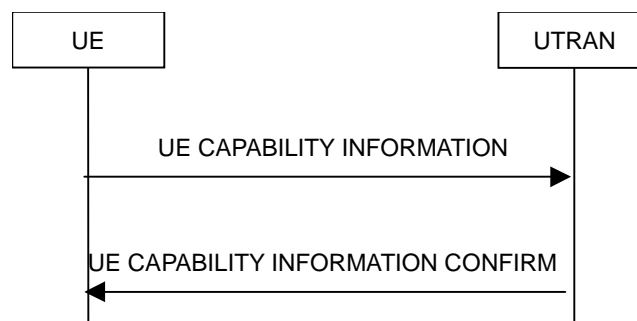 UE
UTRAN
UE CAPABILITY INFORMATION
UE CAPABILITY INFORMATION CONFIRM